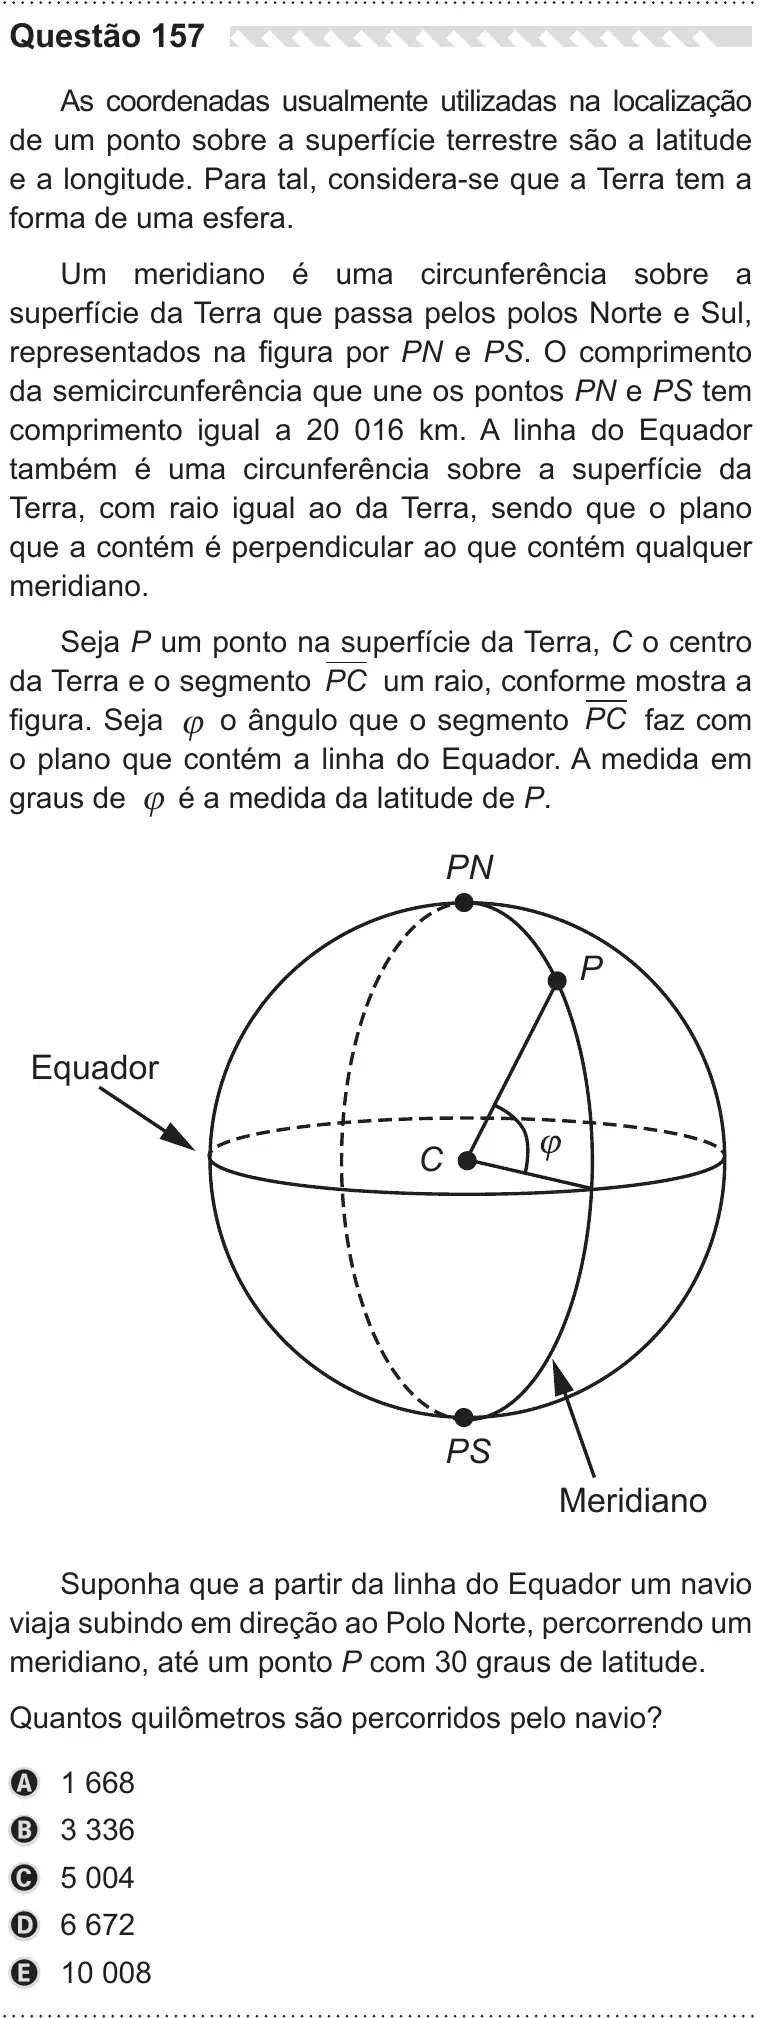 Questão 157
As coordenadas usualmente utilizadas na localização
de um ponto sobre a superfície terrestre são a latitude
e a longitude. Para tal, considera-se que a Terra tem a
forma de uma esfera.
Um meridiano é uma circunferência sobre a
superfície da Terra que passa pelos polos Norte e Sul,
representados na figura por PN e PS. O comprimento
da semicircunferência que une os pontos PN e PS tem
comprimento igual a 20 016 km. A linha do Equador
também é uma circunferência sobre a superfície da
Terra, com raio igual ao da Terra, sendo que o plano
que a contém é perpendicular ao que contém qualquer
meridiano.
Seja P um ponto na superfície da Terra, C o centro
da Terra e o segmento PC um raio, conforme mostra a
figura. Seja φ o ângulo que o segmento PC faz com
o plano que contém a linha do Equador. A medida em
graus de φ é a medida da latitude de P.
PN
P
Equador
φ
C
PS
Meridiano
Suponha que a partir da linha do Equador um navio
viaja subindo em direção ao Polo Norte, percorrendo um
meridiano, até um ponto P com 30 graus de latitude.
Quantos quilômetros são percorridos pelo navio?
A 1 668
B 3 336
C 5 004
D 6 672
E 10 008